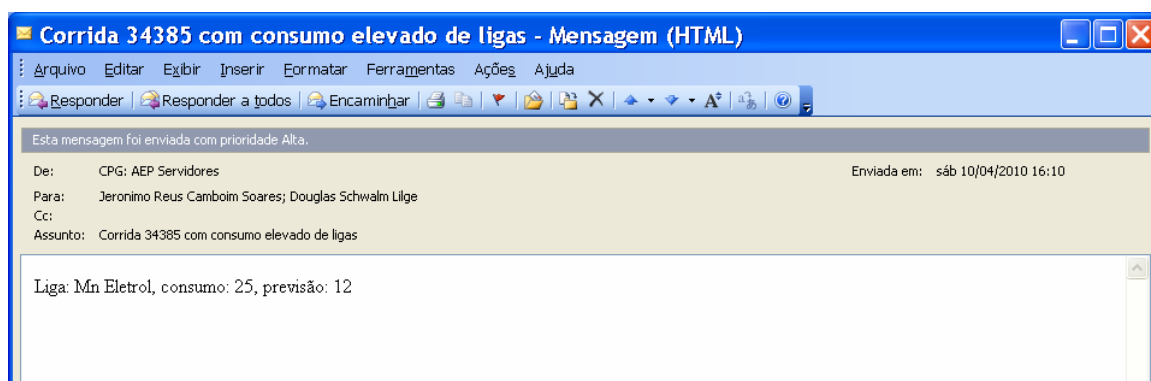 Corrida 34385 com consumo elevado de ligas - Mensagem (HTML)
Arquivo Editar Exibir Inserir Formatar Ferramentas Ações Ajuda
Responder Responder a todos Encaminhar
Esta mensagem foi enviada com prioridade Alta.
De: CPG: AEP Servidores Enviada em: sáb 10/04/2010 16:10
Para: Jeronimo Reus Camboim Soares; Douglas Schwalm Lilge
Cc:
Assunto: Corrida 34385 com consumo elevado de ligas
Liga: Mn Eletrol, consumo: 25, previsão: 12